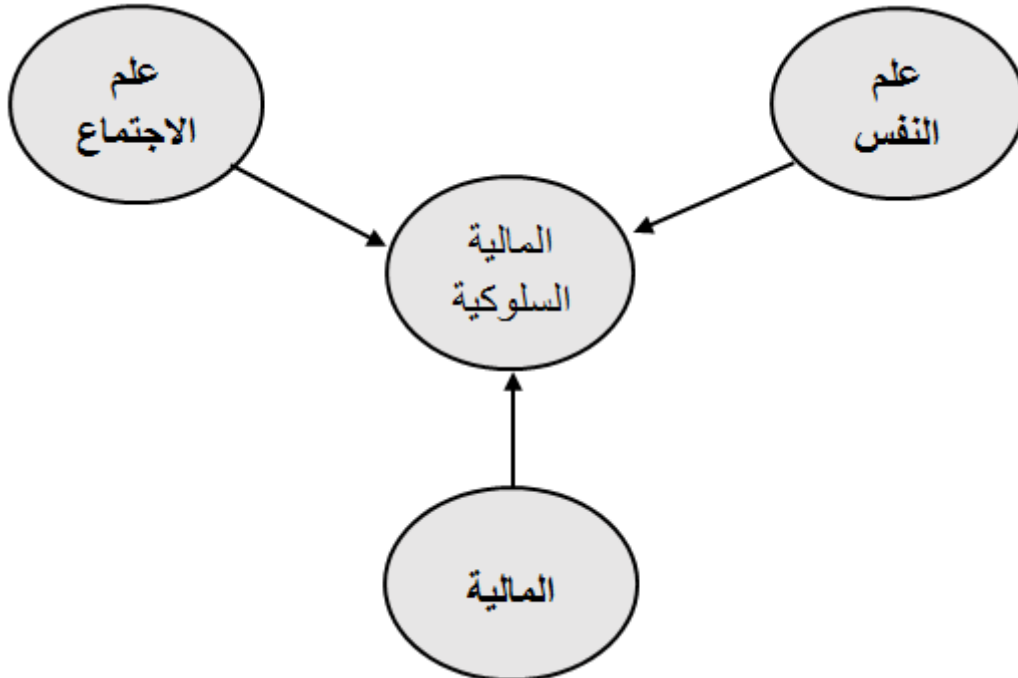 علم
النفس
علم
الاجتماع
المالية
السلوكية
المالية